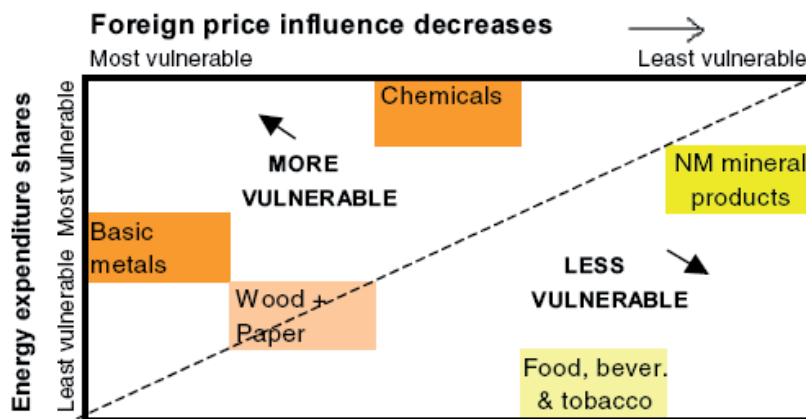 Foreign price influence decreases
Most vulnerable
Least vulnerable
Energy expenditure shares
Most vulnerable
Least vulnerable
Chemicals
MORE
VULNERABLE
NM mineral
products
Basic
metals
LESS
VULNERABLE
Wood +
Paper
Food, bever.
& tobacco